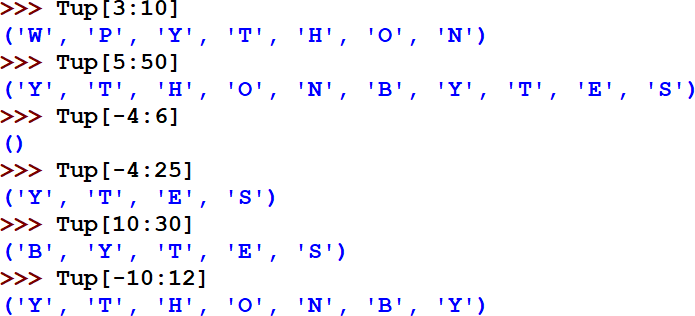 >>> Tup[3:10]
('W', 'P', 'Y', 'T', 'H', 'O', 'N')
>>> Tup[5:50]
('Y', 'T', 'H', 'O', 'N', 'B', 'Y', 'T', 'E', 'S')
>>> Tup[-4:6]
()
>>> Tup[-4:25]
('Y', 'T', 'E', 'S')
>>> Tup[10:30]
('B', 'Y', 'T', 'E', 'S')
>>> Tup[-10:12]
('Y', 'T', 'H', 'O', 'N', 'B', 'Y')